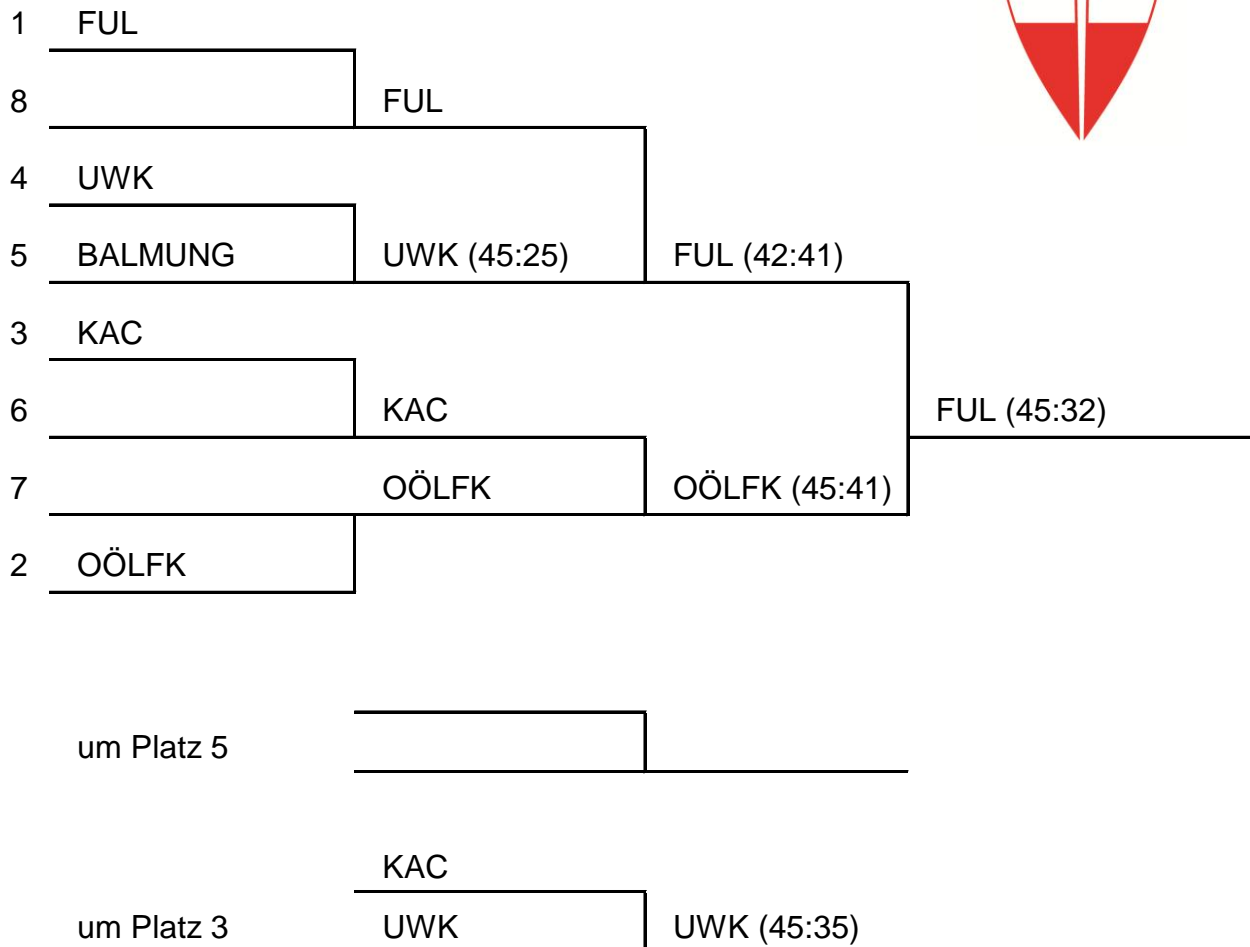 1 FUL
8 FUL
4 UWK
5 BALMUNG UWK (45:25) FUL (42:41)
3 KAC
6 KAC FUL (45:32)
7 OÖLFK OÖLFK (45:41)
2 OÖLFK
um Platz 5
KAC
um Platz 3 UWK UWK (45:35)